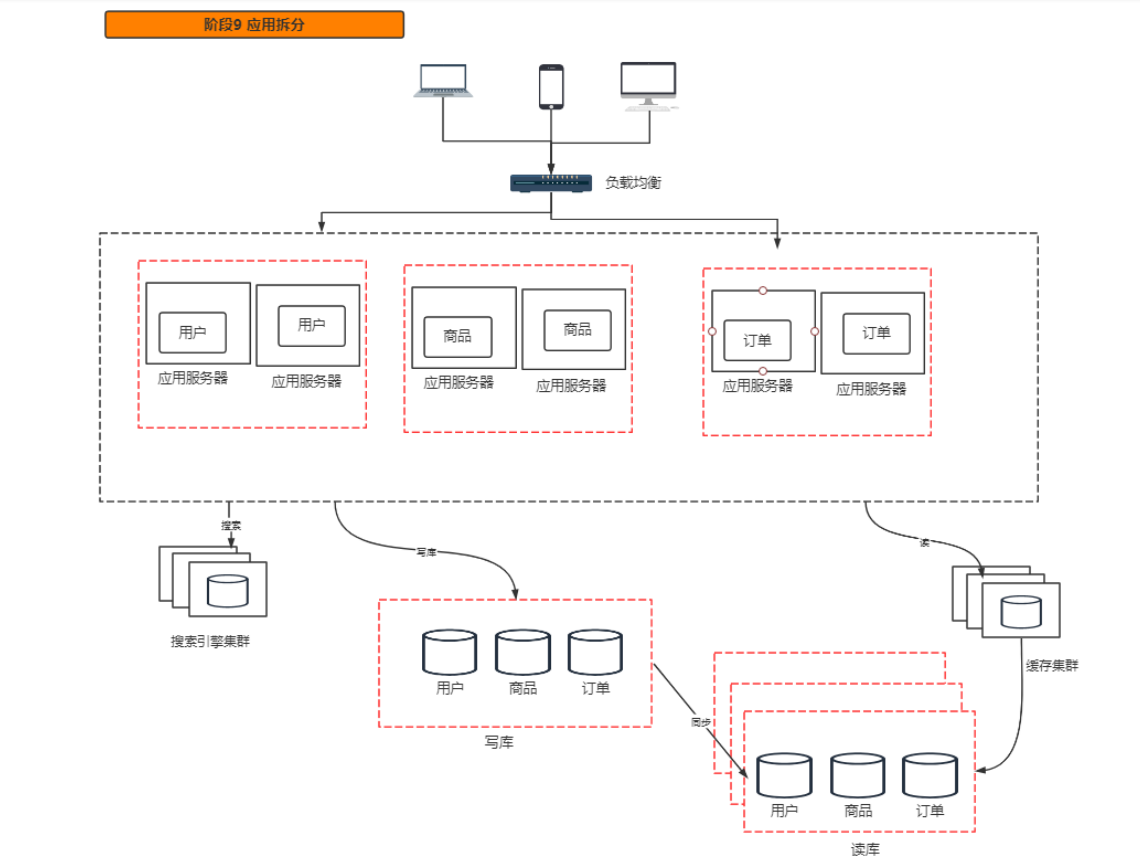 阶段9 应用拆分
负载均衡
用户
用户
商品
商品
订单
订单
应用服务器
应用服务器
应用服务器
应用服务器
应用服务器
应用服务器
搜索
写库
读
搜索引擎集群
缓存集群
用户
商品
订单
写库
同步
用户
商品
订单
读库